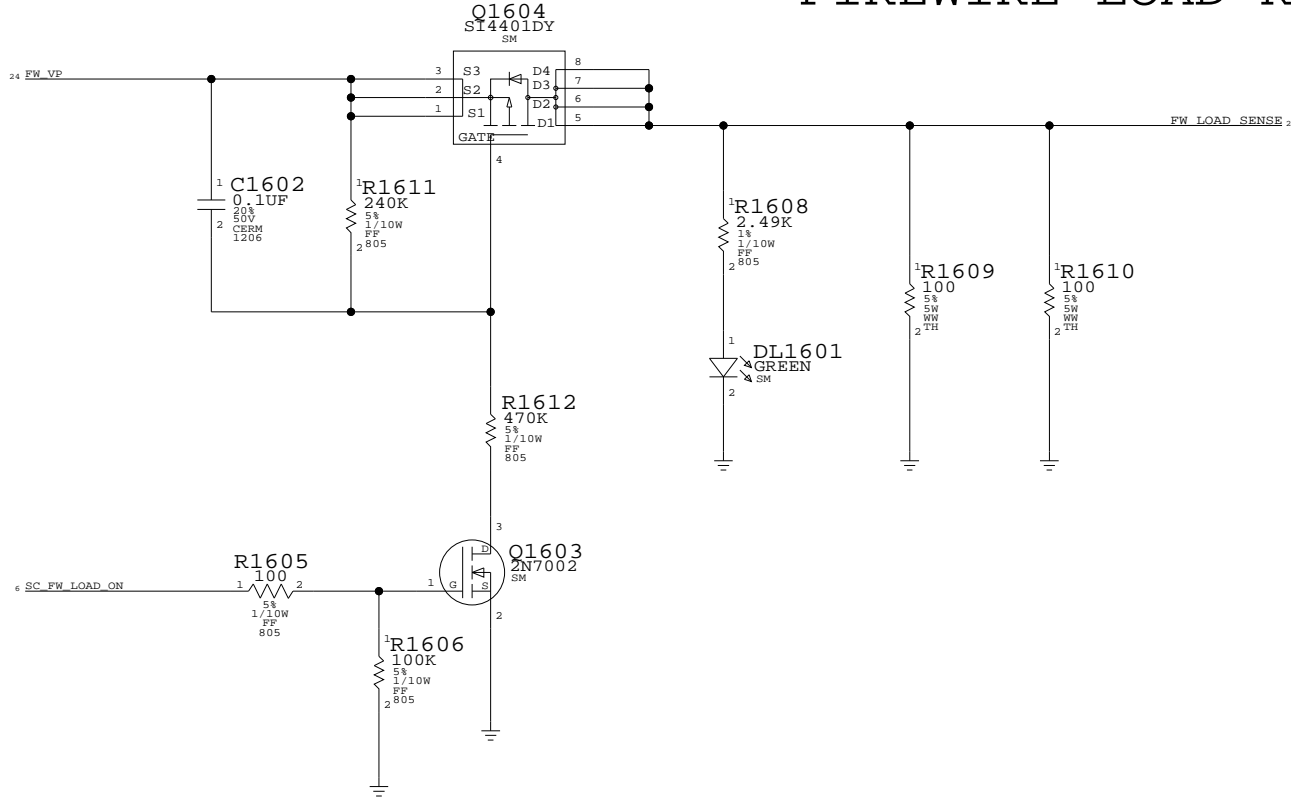 FIREWIRE LOAD R
Q1604
SI4401DY
SM
24 FW_VP
3 S3
2 S2
1 S1
GATE
4
D4 8
D3 7
D2 6
D1 5
FW_LOAD_SENSE 2
1 C1602
0.1UF
20%
50V
2 CERM
1206
1 R1611
240K
5%
1/10W
FF
2 805
1 R1608
2.49K
1%
1/10W
FF
2 805
1 R1609
100
5%
5W
WW
2 TH
1 R1610
100
5%
5W
WW
2 TH
1
DL1601
GREEN
SM
2
R1612
470K
5%
1/10W
FF
805
3
D
Q1603
2N7002
SM
1 G S
2
6 SC_FW_LOAD_ON
R1605
1 100 2
5%
1/10W
FF
805
1 R1606
100K
5%
1/10W
FF
2 805